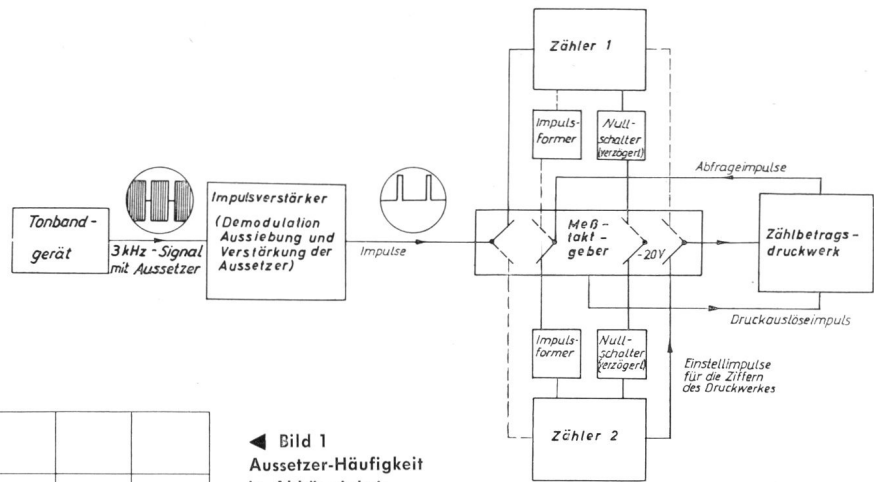 Zähler 1
Impuls-
former
Null-
schalter
(verzögert)
Abfrageimpulse
Tonband-
gerät
3 kHz-Signal
mit Aussetzer
Impulsverstärker
(Demodulation
Aussiebung und
Verstärkung der
Aussetzer)
Impulse
Meß-
takt-
geber
-20V
Zählbetrags-
druckwerk
Druckauslöseimpuls
Impuls-
former
Null-
schalter
(verzögert)
Einstellimpulse
für die Ziffern
des Druckwerkes
Zähler 2
◀ Bild 1
Aussetzer-Häufigkeit